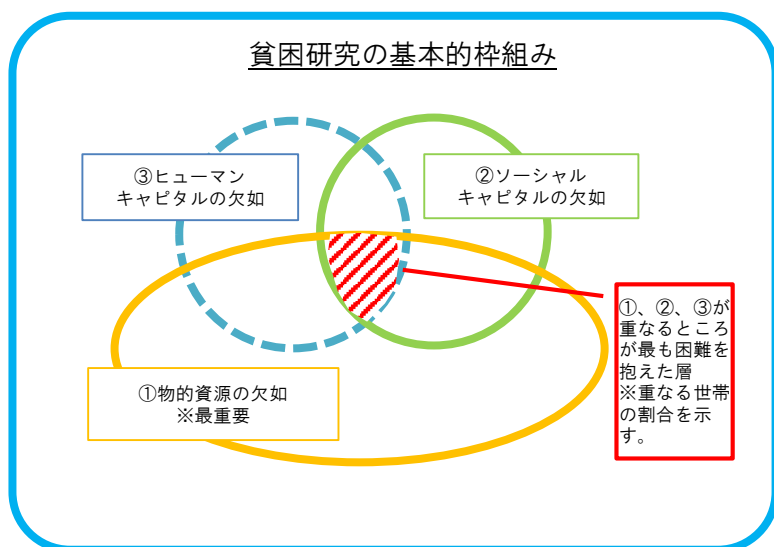 貧困研究の基本的枠組み
③ヒューマン
キャピタルの欠如
②ソーシャル
キャピタルの欠如
①、②、③が
重なるところ
が最も困難を
抱えた層
※重なる世帯
の割合を示
す。
①物的資源の欠如
※最重要